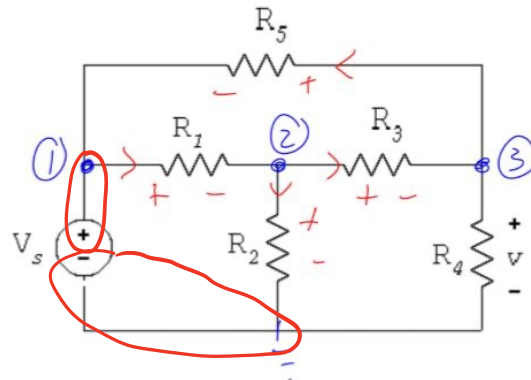 R5
- +
① R1 ② R3 ③
+ - + -
Vs + - R2 + - R4 + v -